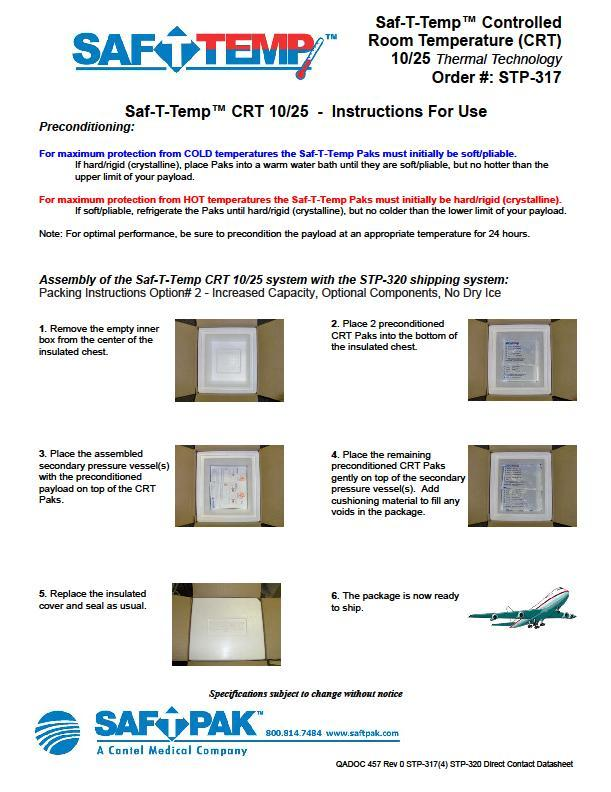 SAF-T-TEMP™
Saf-T-Temp™ Controlled
Room Temperature (CRT)
10/25 Thermal Technology
Order #: STP-317
Saf-T-Temp™ CRT 10/25 - Instructions For Use
Preconditioning:
For maximum protection from COLD temperatures the Saf-T-Temp Paks must initially be soft/pliable.
If hard/rigid (crystalline), place Paks into a warm water bath until they are soft/pliable, but no hotter than the
upper limit of your payload.
For maximum protection from HOT temperatures the Saf-T-Temp Paks must initially be hard/rigid (crystalline).
If soft/pliable, refrigerate the Paks until hard/rigid (crystalline), but no colder than the lower limit of your payload.
Note: For optimal performance, be sure to precondition the payload at an appropriate temperature for 24 hours.
Assembly of the Saf-T-Temp CRT 10/25 system with the STP-320 shipping system:
Packing Instructions Option# 2 - Increased Capacity, Optional Components, No Dry Ice
1. Remove the empty inner
box from the center of the
insulated chest.
2. Place 2 preconditioned
CRT Paks into the bottom of
the insulated chest.
3. Place the assembled
secondary pressure vessel(s)
with the preconditioned
payload on top of the CRT
Paks.
4. Place the remaining
preconditioned CRT Paks
gently on top of the secondary
pressure vessel(s). Add
cushioning material to fill any
voids in the package.
5. Replace the insulated
cover and seal as usual.
6. The package is now ready
to ship.
Specifications subject to change without notice
SAF-T-PAK™
800.814.7484 www.saftpak.com
A Cantel Medical Company
QADOC 457 Rev 0 STP-317(4) STP-320 Direct Contact Datasheet